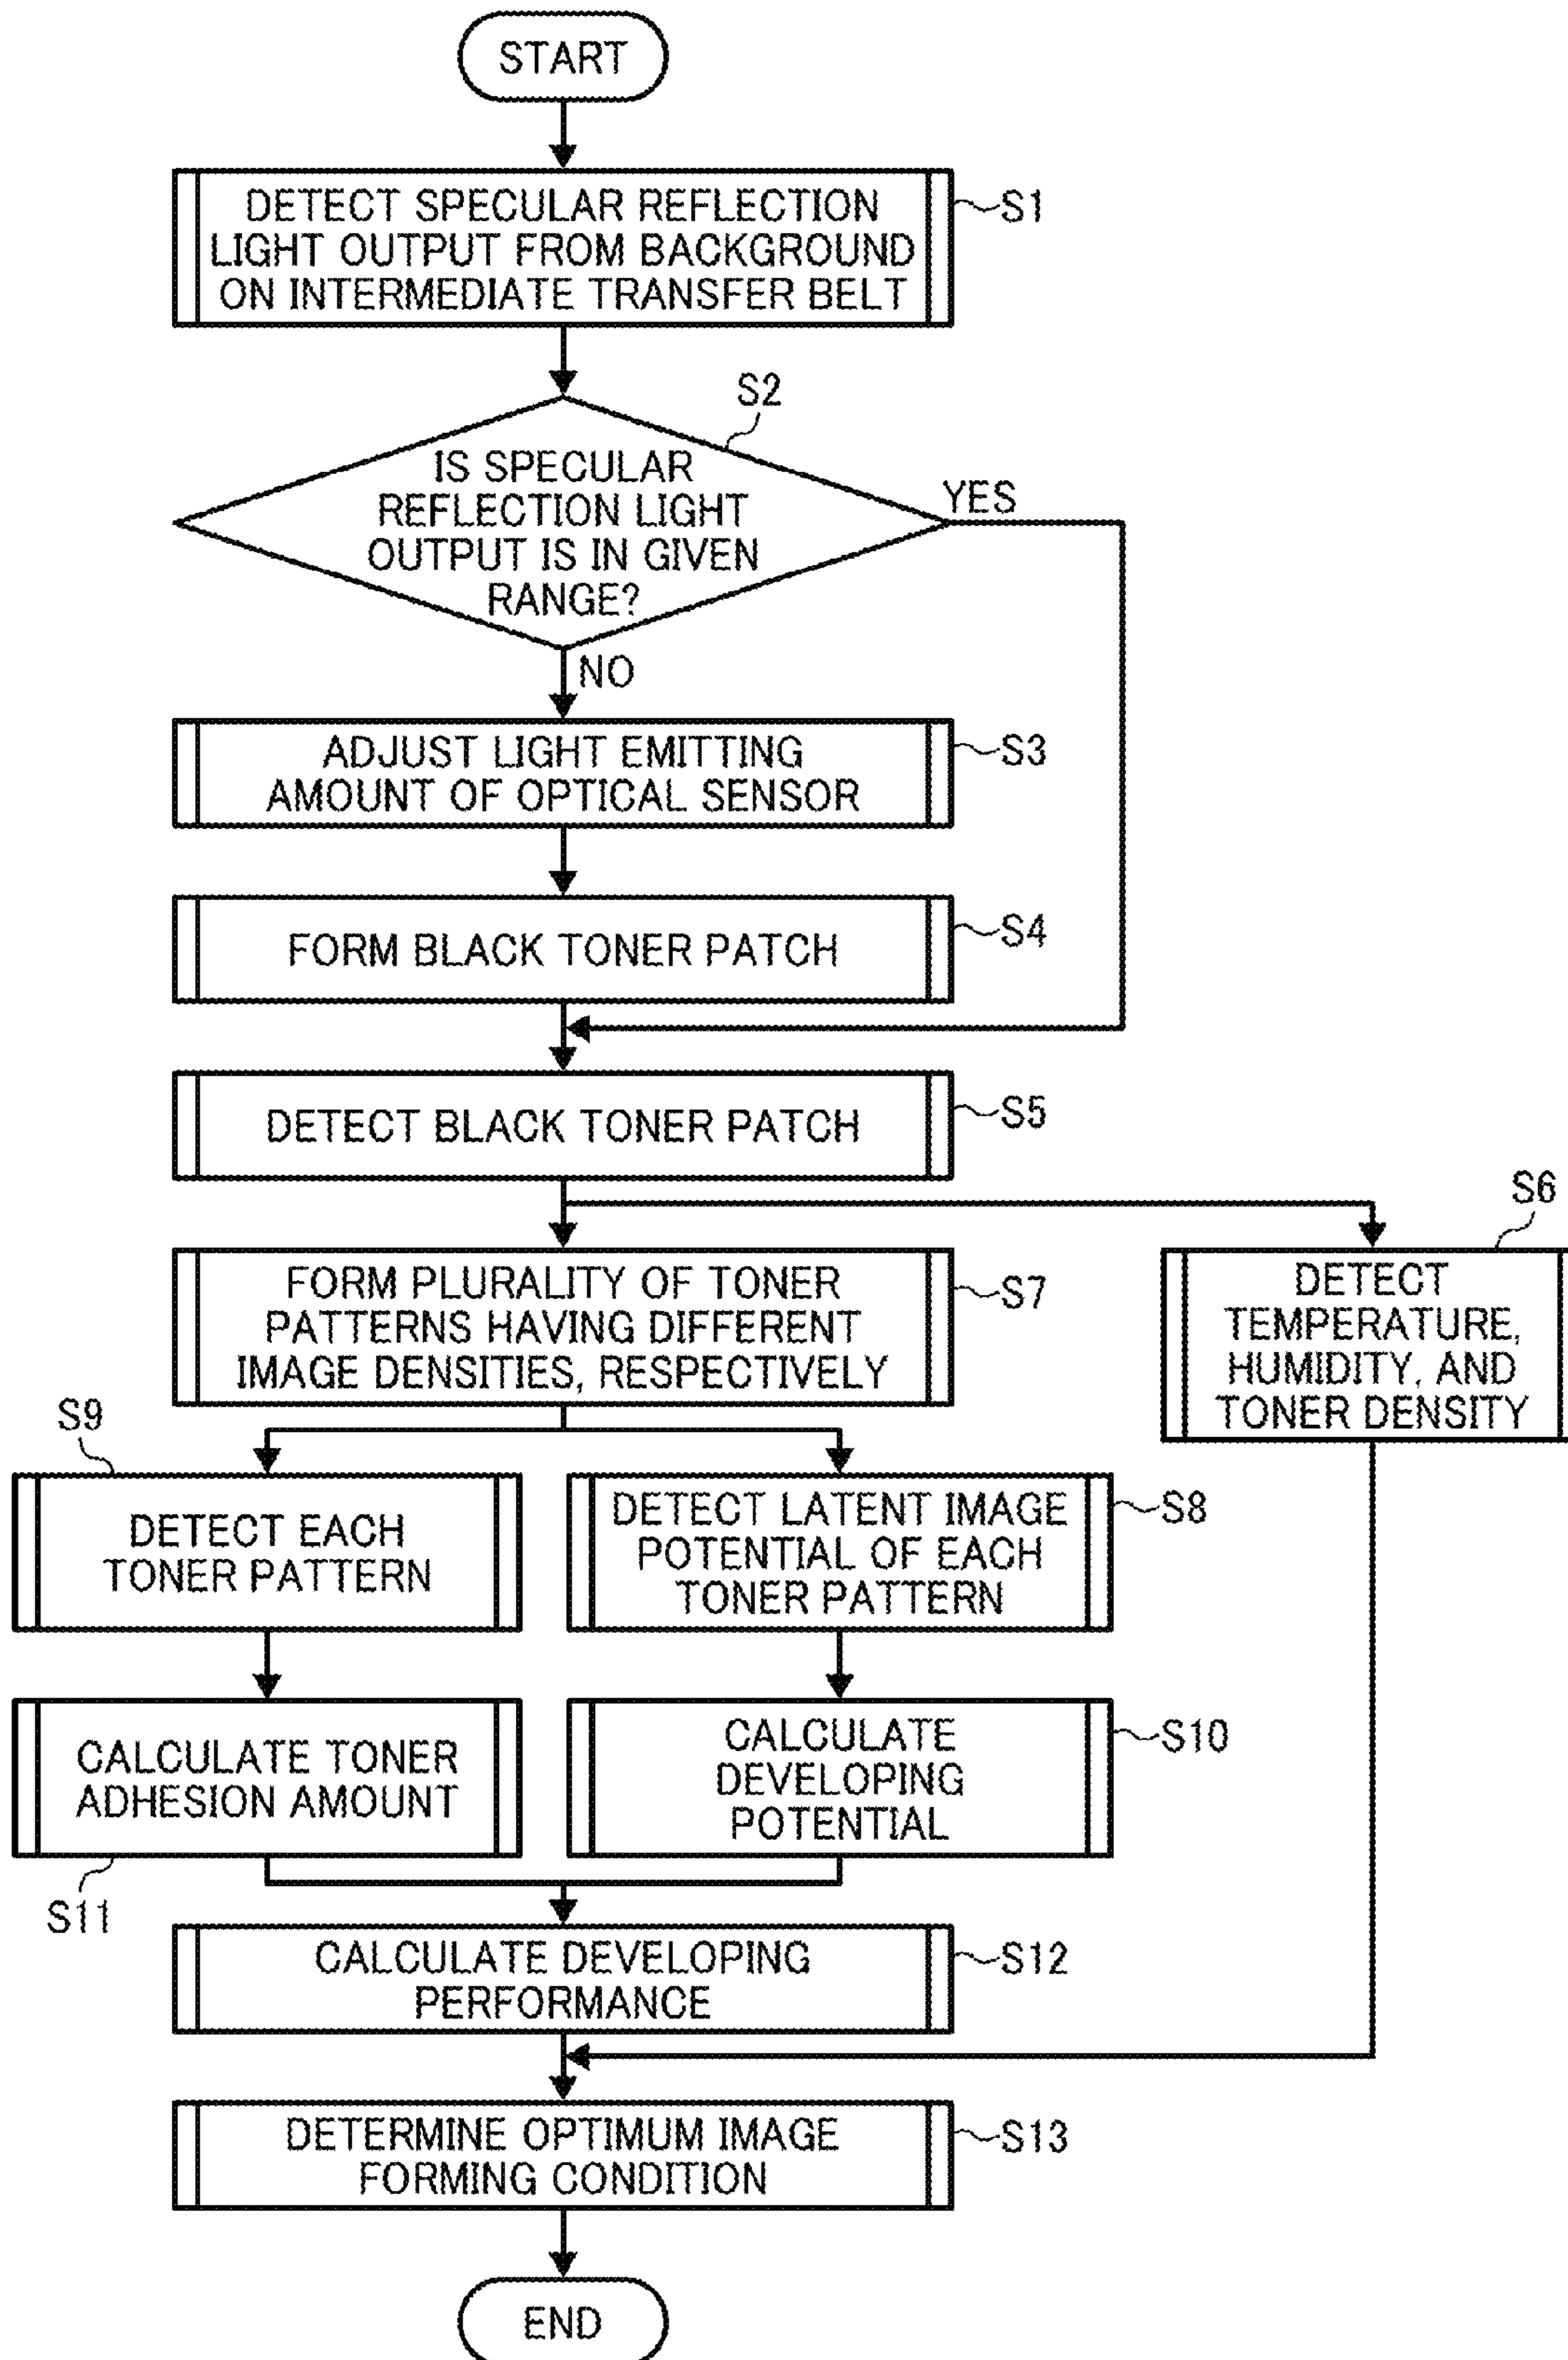 START
DETECT SPECULAR REFLECTION
LIGHT OUTPUT FROM BACKGROUND
ON INTERMEDIATE TRANSFER BELT
S1
S2
IS SPECULAR
REFLECTION LIGHT
OUTPUT IS IN GIVEN
RANGE?
YES
NO
ADJUST LIGHT EMITTING
AMOUNT OF OPTICAL SENSOR
S3
FORM BLACK TONER PATCH
S4
DETECT BLACK TONER PATCH
S5
S6
DETECT
TEMPERATURE,
HUMIDITY, AND
TONER DENSITY
FORM PLURALITY OF TONER
PATTERNS HAVING DIFFERENT
IMAGE DENSITIES, RESPECTIVELY
S7
S9
DETECT EACH
TONER PATTERN
DETECT LATENT IMAGE
POTENTIAL OF EACH
TONER PATTERN
S8
CALCULATE TONER
ADHESION AMOUNT
S11
CALCULATE
DEVELOPING
POTENTIAL
S10
CALCULATE DEVELOPING
PERFORMANCE
S12
DETERMINE OPTIMUM IMAGE
FORMING CONDITION
S13
END